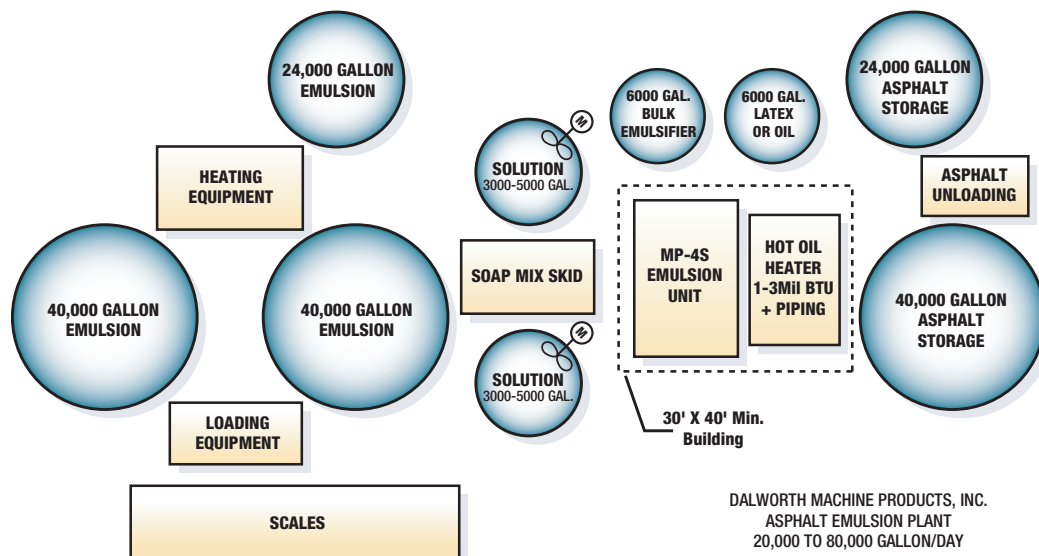 24,000 GALLON
EMULSION
6000 GAL.
BULK
EMULSIFIER
6000 GAL.
LATEX
OR OIL
24,000 GALLON
ASPHALT
STORAGE
M
SOLUTION
3000-5000 GAL.
HEATING
EQUIPMENT
ASPHALT
UNLOADING
40,000 GALLON
EMULSION
40,000 GALLON
EMULSION
SOAP MIX SKID
MP-4S
EMULSION
UNIT
HOT OIL
HEATER
1-3Mil BTU
+ PIPING
40,000 GALLON
ASPHALT
STORAGE
M
SOLUTION
3000-5000 GAL.
LOADING
EQUIPMENT
30' X 40' Min.
Building
SCALES
DALWORTH MACHINE PRODUCTS, INC.
ASPHALT EMULSION PLANT
20,000 TO 80,000 GALLON/DAY